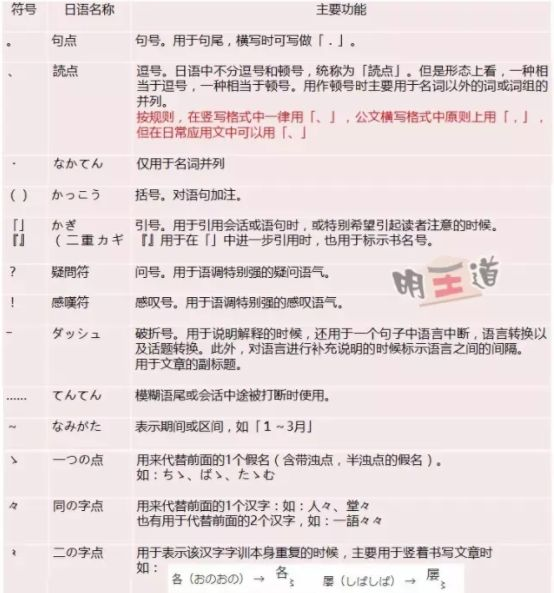 符号 日语名称 主要功能
。 句点 句号。用于句尾，横写时可写做「．」。
、 読点 逗号。日语中不分逗号和顿号，统称为「読点」。但是形态上看，一种相
当于逗号，一种相当于顿号。用作顿号时主要用于名词以外的词或词组的
并列。
按规则，在竖写格式中一律用「、」，公文横写格式中原则上用「，」，
但在日常应用文中可以用「、」
· なかてん 仅用于名词并列
（ ） かっこう 括号。对语句加注。
「」 かぎ 引号。用于引用会话或语句时，或特别希望引起读者注意的时候。
『』 （二重カギ 『』用于在「」中进一步引用时，也用于标示书名号。
？ 疑問符 问号。用于语调特别强的疑问语气。
明王道
！ 感嘆符 感叹号。用于语调特别强的感叹语气。
－ ダッシュ 破折号。用于说明解释的时候，还用于一个句子中语言中断，语言转换以
及话题转换。此外，对语言进行补充说明的时候标示语言之间的间隔。
用于文章的副标题。
…… てんてん 模糊语尾或会话中途被打断时使用。
~ なみがた 表示期间或区间，如「１～3月」
ゝ 一つの点 用来代替前面的1个假名（含带浊点，半浊点的假名）。
如：ちゝ、ぱゝ、たゝむ
々 同の字点 用来代替前面的1个汉字：如：人々、堂々
也有用于代替前面的2个汉字，如：一語々々
〻 二の字点 用于表示该汉字字训本身重复的时候，主要用于竖着书写文章时
如： 各（おのおの）→ 各〻 屡（しばしば）→ 屡〻